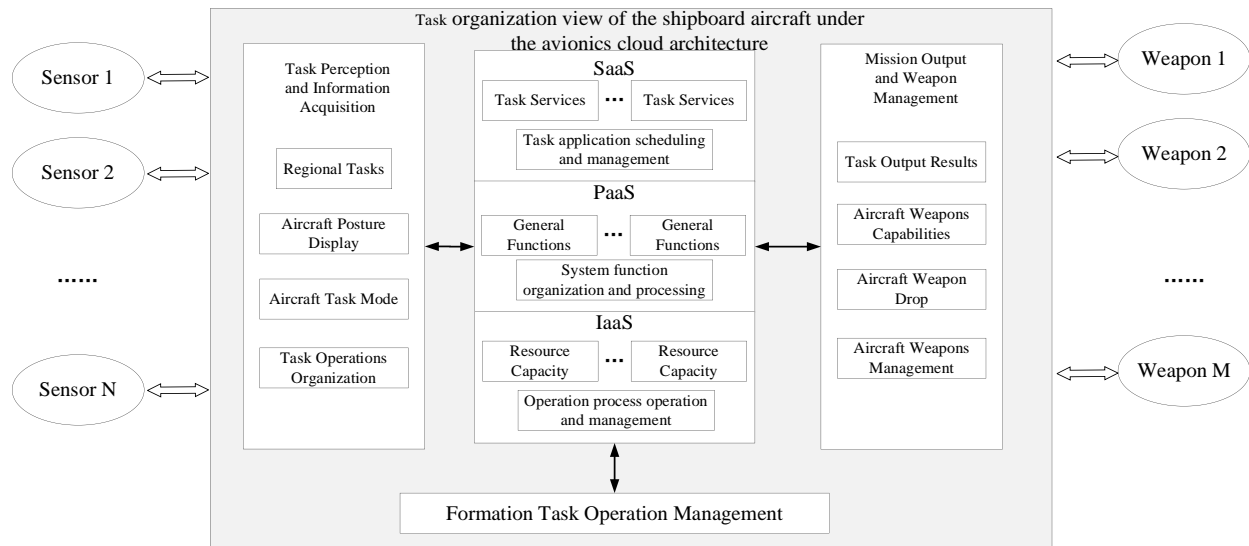 Task organization view of the shipboard aircraft under
the avionics cloud architecture
Sensor 1
Sensor 2
......
Sensor N
Task Perception
and Information
Acquisition
Regional Tasks
Aircraft Posture
Display
Aircraft Task Mode
Task Operations
Organization
SaaS
Task Services
...
Task Services
Task application scheduling
and management
PaaS
General
Functions
...
General
Functions
System function
organization and processing
IaaS
Resource
Capacity
...
Resource
Capacity
Operation process operation
and management
Mission Output
and Weapon
Management
Task Output Results
Aircraft Weapons
Capabilities
Aircraft Weapon
Drop
Aircraft Weapons
Management
Weapon 1
Weapon 2
......
Weapon M
Formation Task Operation Management